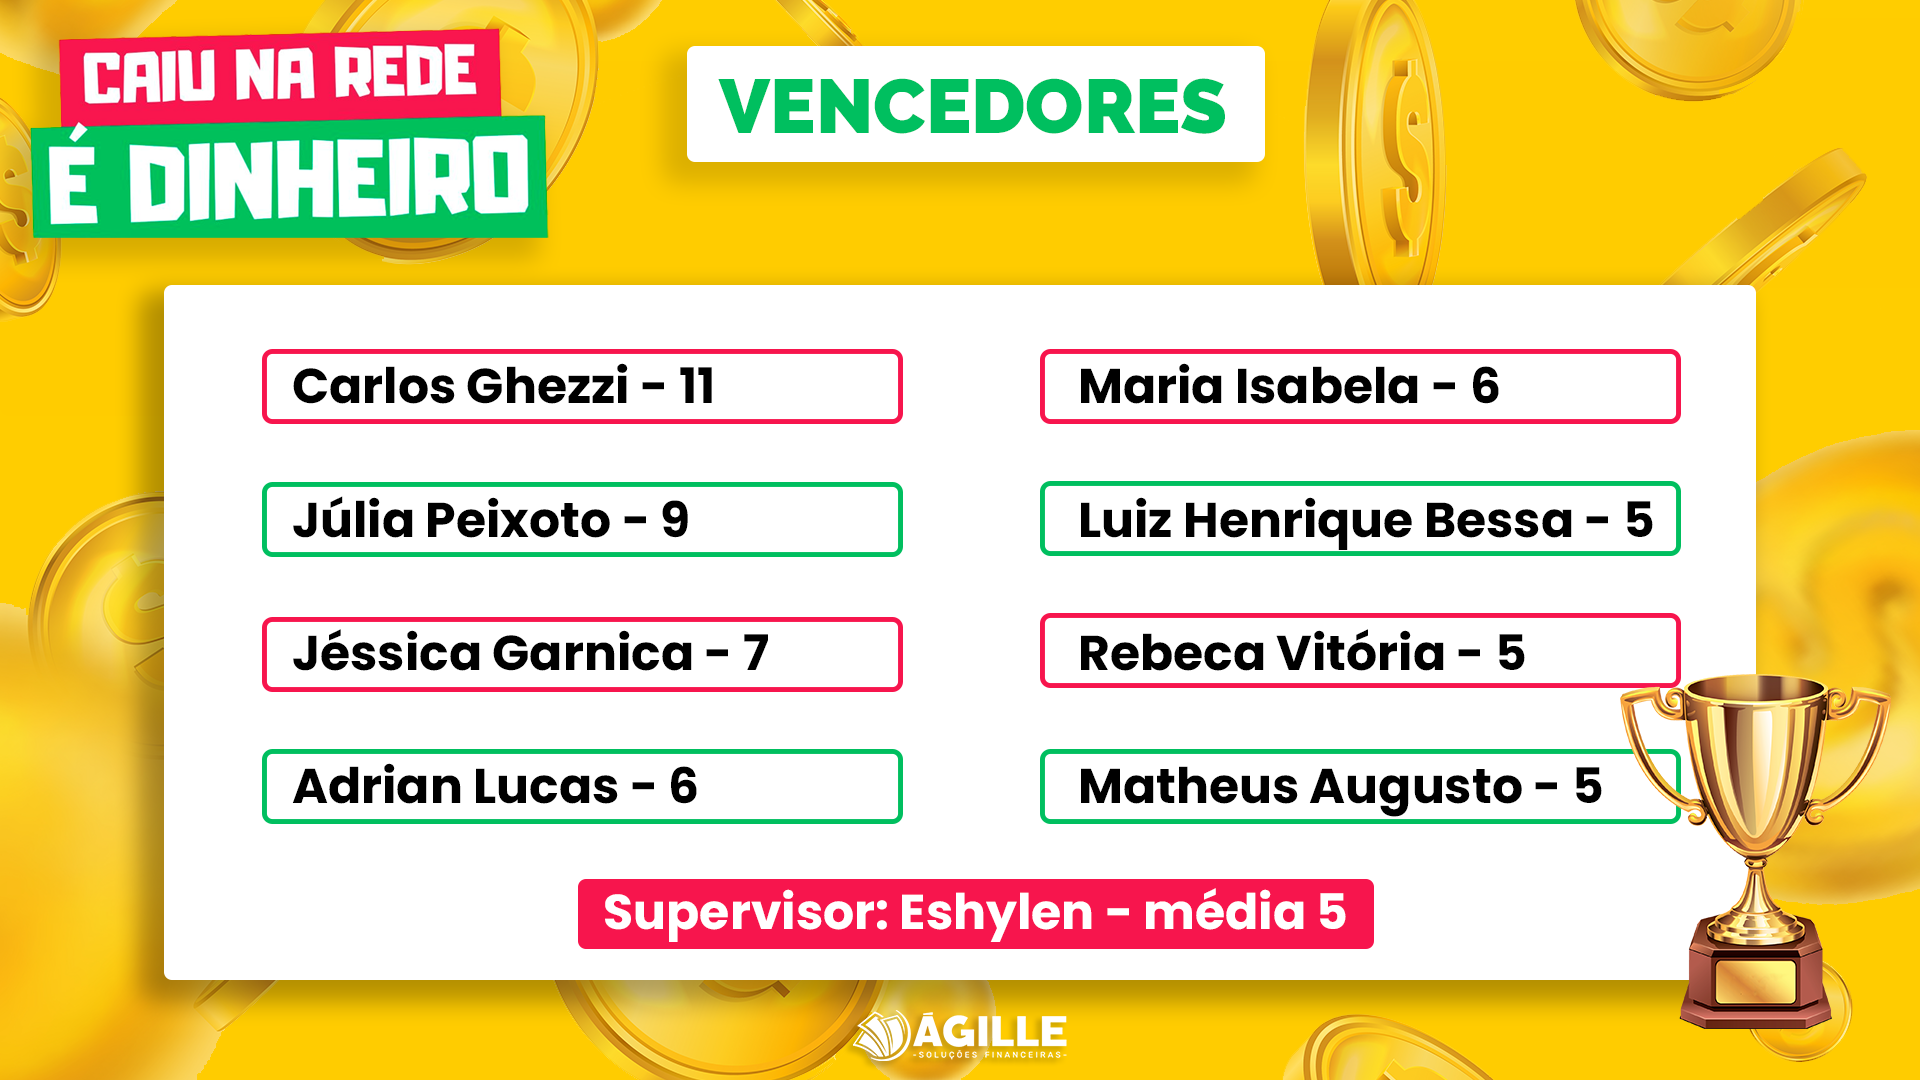 CAIU NA REDE
É DINHEIRO
VENCEDORES
Carlos Ghezzi - 11
Júlia Peixoto - 9
Jéssica Garnica - 7
Adrian Lucas - 6
Maria Isabela - 6
Luiz Henrique Bessa - 5
Rebeca Vitória - 5
Matheus Augusto - 5
Supervisor: Eshylen - média 5
ÁGILLE
-SOLUÇÕES FINANCEIRAS-